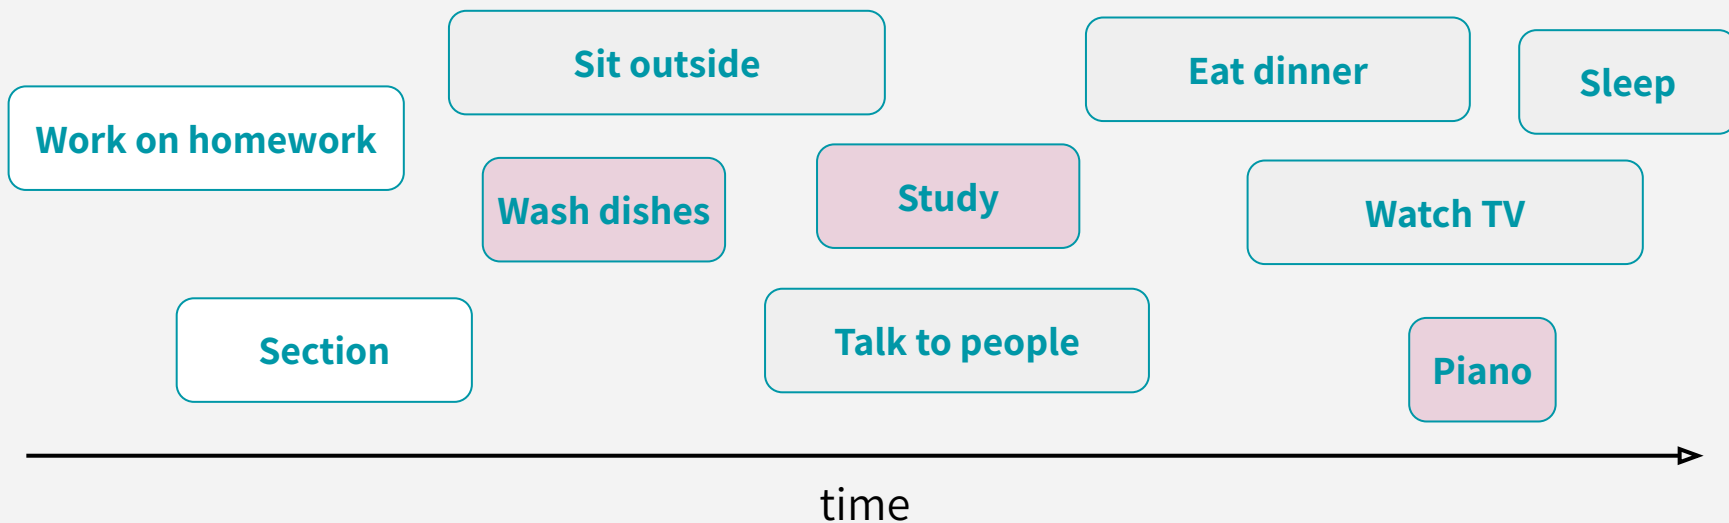 Sit outside
Eat dinner
Sleep
Work on homework
Wash dishes
Study
Watch TV
Section
Talk to people
Piano
time